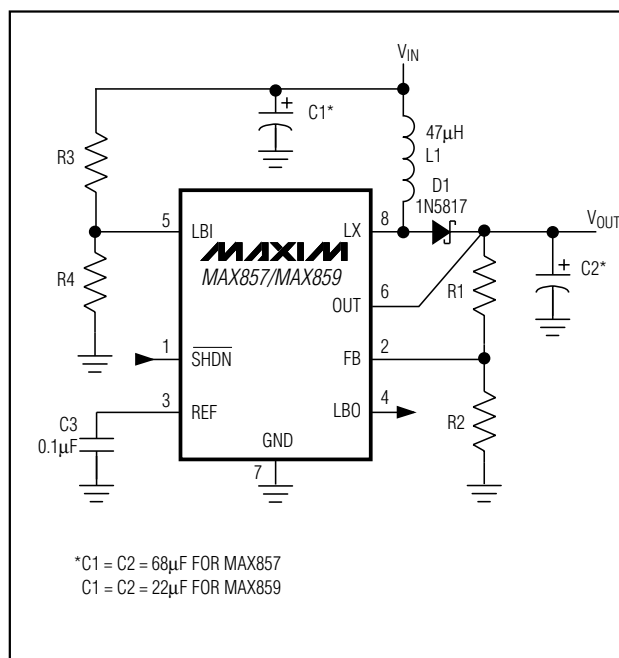 VIN
C1*
47µH
L1
R3
D1
1N5817
5
LBI
MAXIM
MAX857/MAX859
LX
8
VOUT
C2*
R4
6
OUT
R1
1
SHDN
FB
2
3
REF
LBO
4
C3
0.1µF
R2
GND
7
*C1 = C2 = 68µF FOR MAX857
C1 = C2 = 22µF FOR MAX859